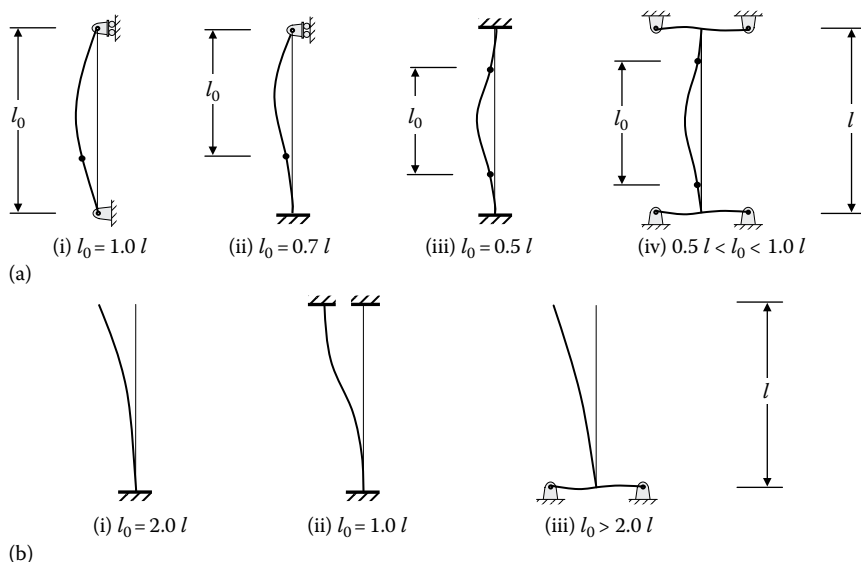 l₀
l₀
l₀
l₀
l
(i) l₀ = 1.0 l
(ii) l₀ = 0.7 l
(iii) l₀ = 0.5 l
(iv) 0.5 l < l₀ < 1.0 l
(a)
l
(i) l₀ = 2.0 l
(ii) l₀ = 1.0 l
(iii) l₀ > 2.0 l
(b)